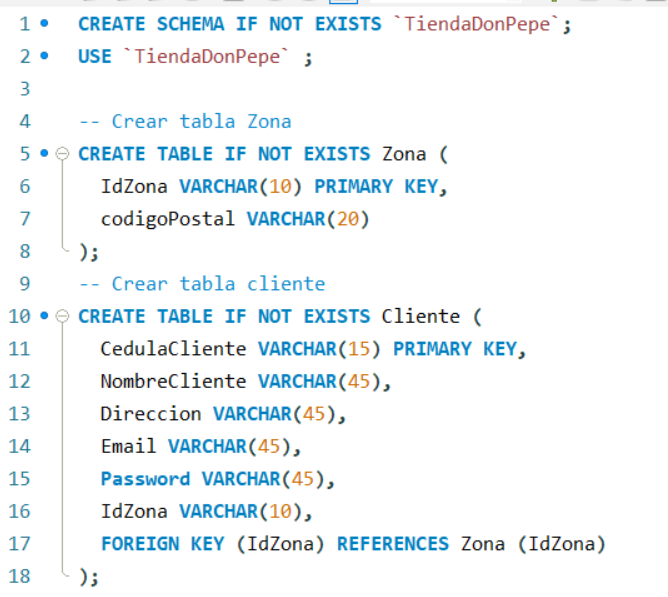 1 CREATE SCHEMA IF NOT EXISTS `TiendaDonPepe`;
2 USE `TiendaDonPepe` ;
3
4 -- Crear tabla Zona
5 CREATE TABLE IF NOT EXISTS Zona (
6 IdZona VARCHAR(10) PRIMARY KEY,
7 codigoPostal VARCHAR(20)
8 );
9 -- Crear tabla cliente
10 CREATE TABLE IF NOT EXISTS Cliente (
11 CedulaCliente VARCHAR(15) PRIMARY KEY,
12 NombreCliente VARCHAR(45),
13 Direccion VARCHAR(45),
14 Email VARCHAR(45),
15 Password VARCHAR(45),
16 IdZona VARCHAR(10),
17 FOREIGN KEY (IdZona) REFERENCES Zona (IdZona)
18 );